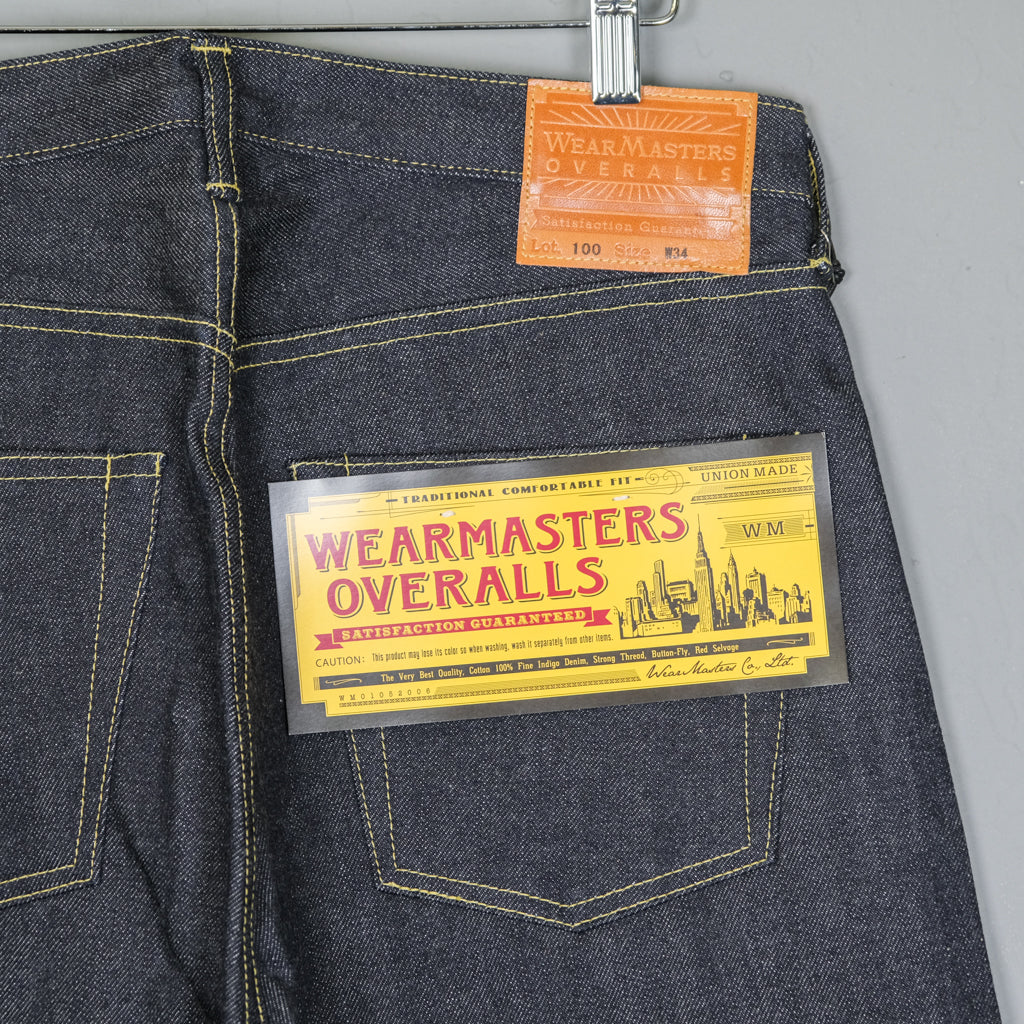 WEARMASTERS
OVERALLS
Satisfaction Guarante
Lot. 100 Size W34
TRADITIONAL COMFORTABLE FIT
UNION MADE
WEARMASTERS
OVERALLS
WM
SATISFACTION GUARANTEED
CAUTION: This product may lose its color so when washing, wash it separately from other items.
The Very Best Quality, Cotton 100% Fine Indigo Denim, Strong Thread, Button-Fly, Red Selvage
WearMasters Co., Ltd.
WM01052006